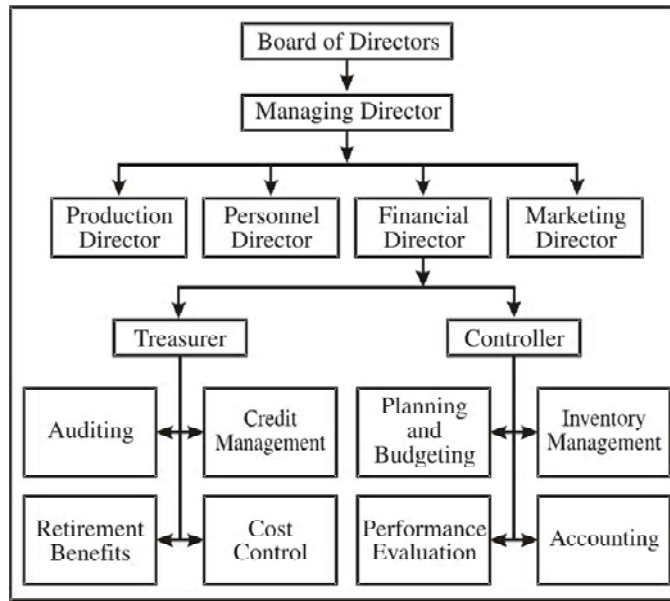 Board of Directors
Managing Director
Production
Director
Personnel
Director
Financial
Director
Marketing
Director
Treasurer
Controller
Auditing
Credit
Management
Planning
and
Budgeting
Inventory
Management
Retirement
Benefits
Cost
Control
Performance
Evaluation
Accounting